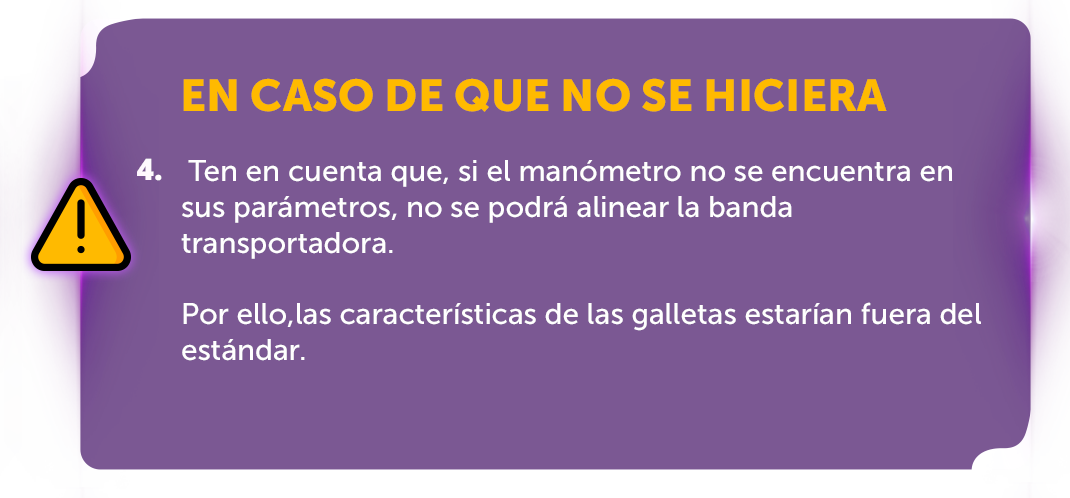 EN CASO DE QUE NO SE HICIERA
4. Ten en cuenta que, si el manómetro no se encuentra en
sus parámetros, no se podrá alinear la banda
transportadora.
Por ello,las características de las galletas estarían fuera del
estándar.